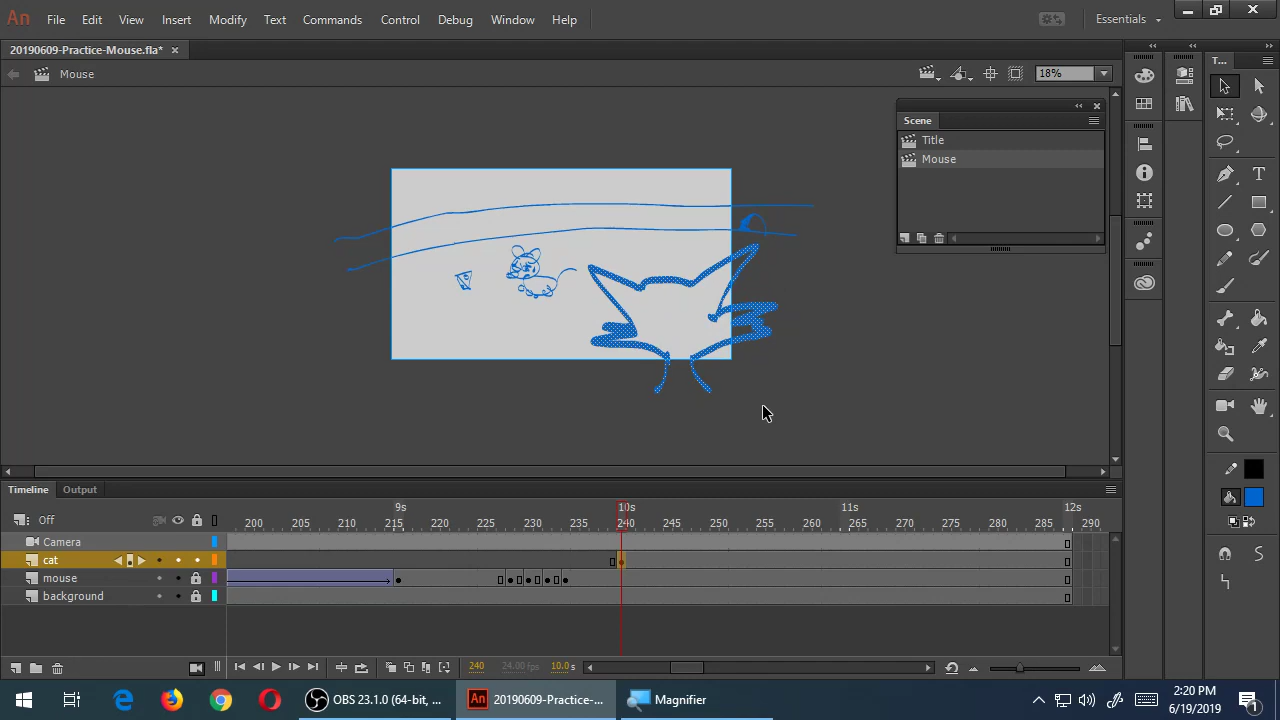 An File Edit View Insert Modify Text Commands Control Debug Window Help Essentials
20190609-Practice-Mouse.fla*
Mouse 18%
Scene
Title
Mouse
T...
T
Timeline Output
Off 9s 10s 11s 12s
200 205 210 215 220 225 230 235 240 245 250 255 260 265 270 275 280 285 290
Camera
cat
mouse
background
240 24.00 fps 10.0 s
OBS 23.1.0 (64-bit, ... An 20190609-Practice-... Magnifier
2:20 PM
6/19/2019
1